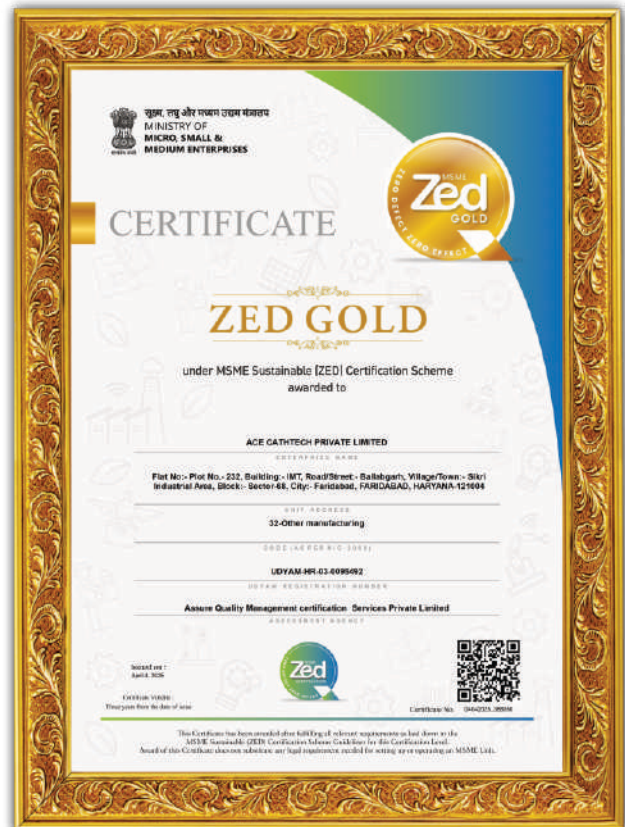 सूक्ष्म, लघु और मध्यम उद्यम मंत्रालय
MINISTRY OF
MICRO, SMALL &
MEDIUM ENTERPRISES
MSME
Zed
GOLD
ZERO DEFECT ZERO EFFECT
CERTIFICATE
ZED GOLD
under MSME Sustainable (ZED) Certification Scheme
awarded to
ACE CATHTECH PRIVATE LIMITED
ENTERPRISE NAME
Flat No:- Plot No.- 232, Building:- IMT, Road/Street:- Ballabgarh, Village/Town:- Sikri
Industrial Area, Block:- Sector-68, City:- Faridabad, FARIDABAD, HARYANA-121004
UNIT ADDRESS
32-Other manufacturing
UDYAM-HR-03-0095492
UDYAM REGISTRATION NUMBER
Assure Quality Management certification Services Private Limited
ASSESSMENT AGENCY
Issued on :
April 4, 2025
Zed
Certificate Validity :
Three years from the date of issue
Certificate No.
This Certificate has been awarded after fulfilling all relevant requirements as laid down in the
MSME Sustainable (ZED) Certification Scheme Guidelines for this Certification Level.
Award of this Certificate does not substitute any legal requirement needed for setting up or operating an MSME Unit.